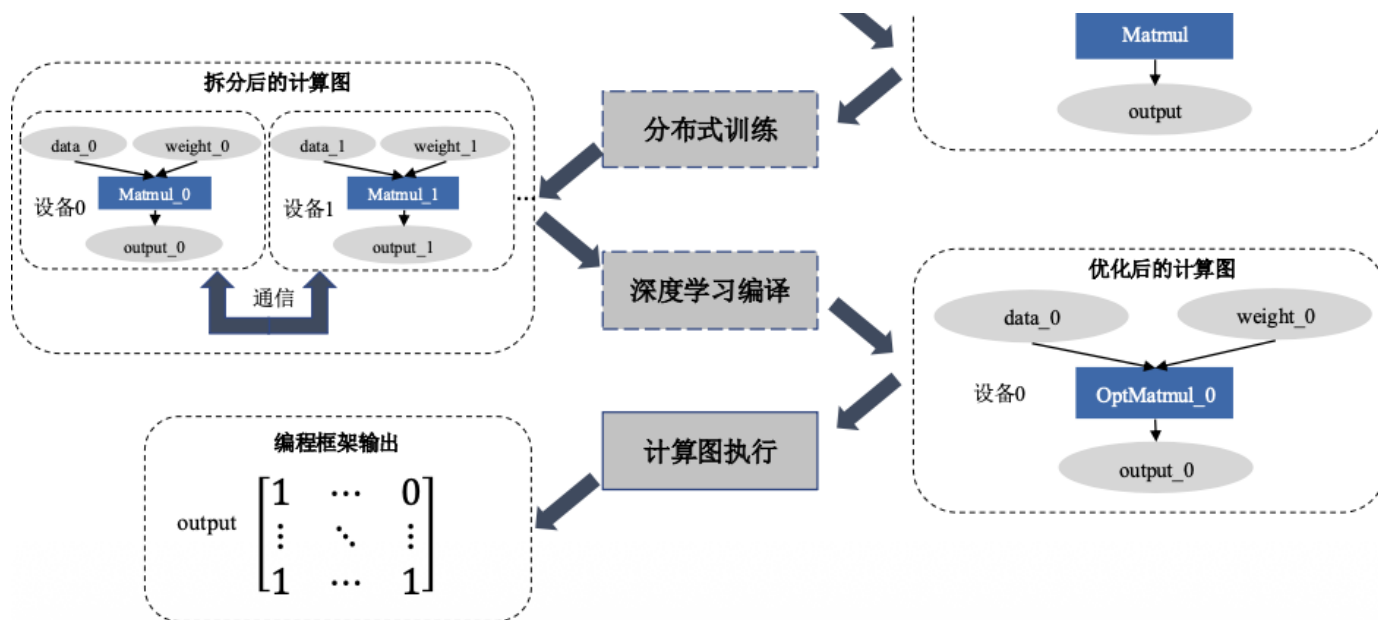 Matmul
output
分布式训练
拆分后的计算图
data_0
weight_0
Matmul_0
设备0
output_0
data_1
weight_1
Matmul_1
设备1
output_1
...
通信
深度学习编译
优化后的计算图
data_0
weight_0
设备0
OptMatmul_0
output_0
计算图执行
编程框架输出
output
1 ⋯ 0
⋮ ⋱ ⋮
1 ⋯ 1